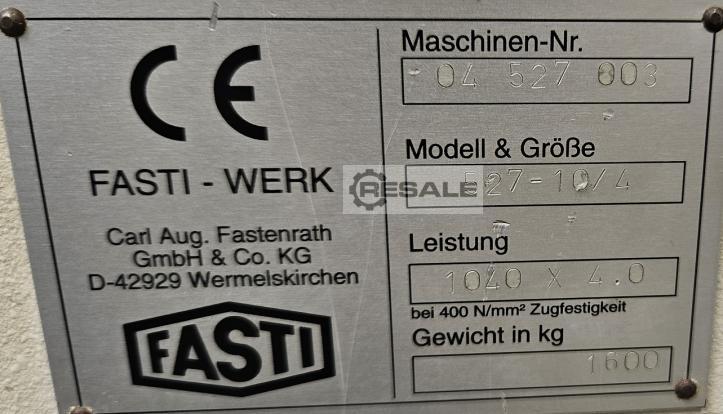 CE
FASTI - WERK
Carl Aug. Fastenrath
GmbH & Co. KG
D-42929 Wermelskirchen
FASTI
Maschinen-Nr.
04 527 003
Modell & Größe
527-10/4
Leistung
1040 X 4.0
bei 400 N/mm² Zugfestigkeit
Gewicht in kg
1600
RESALE